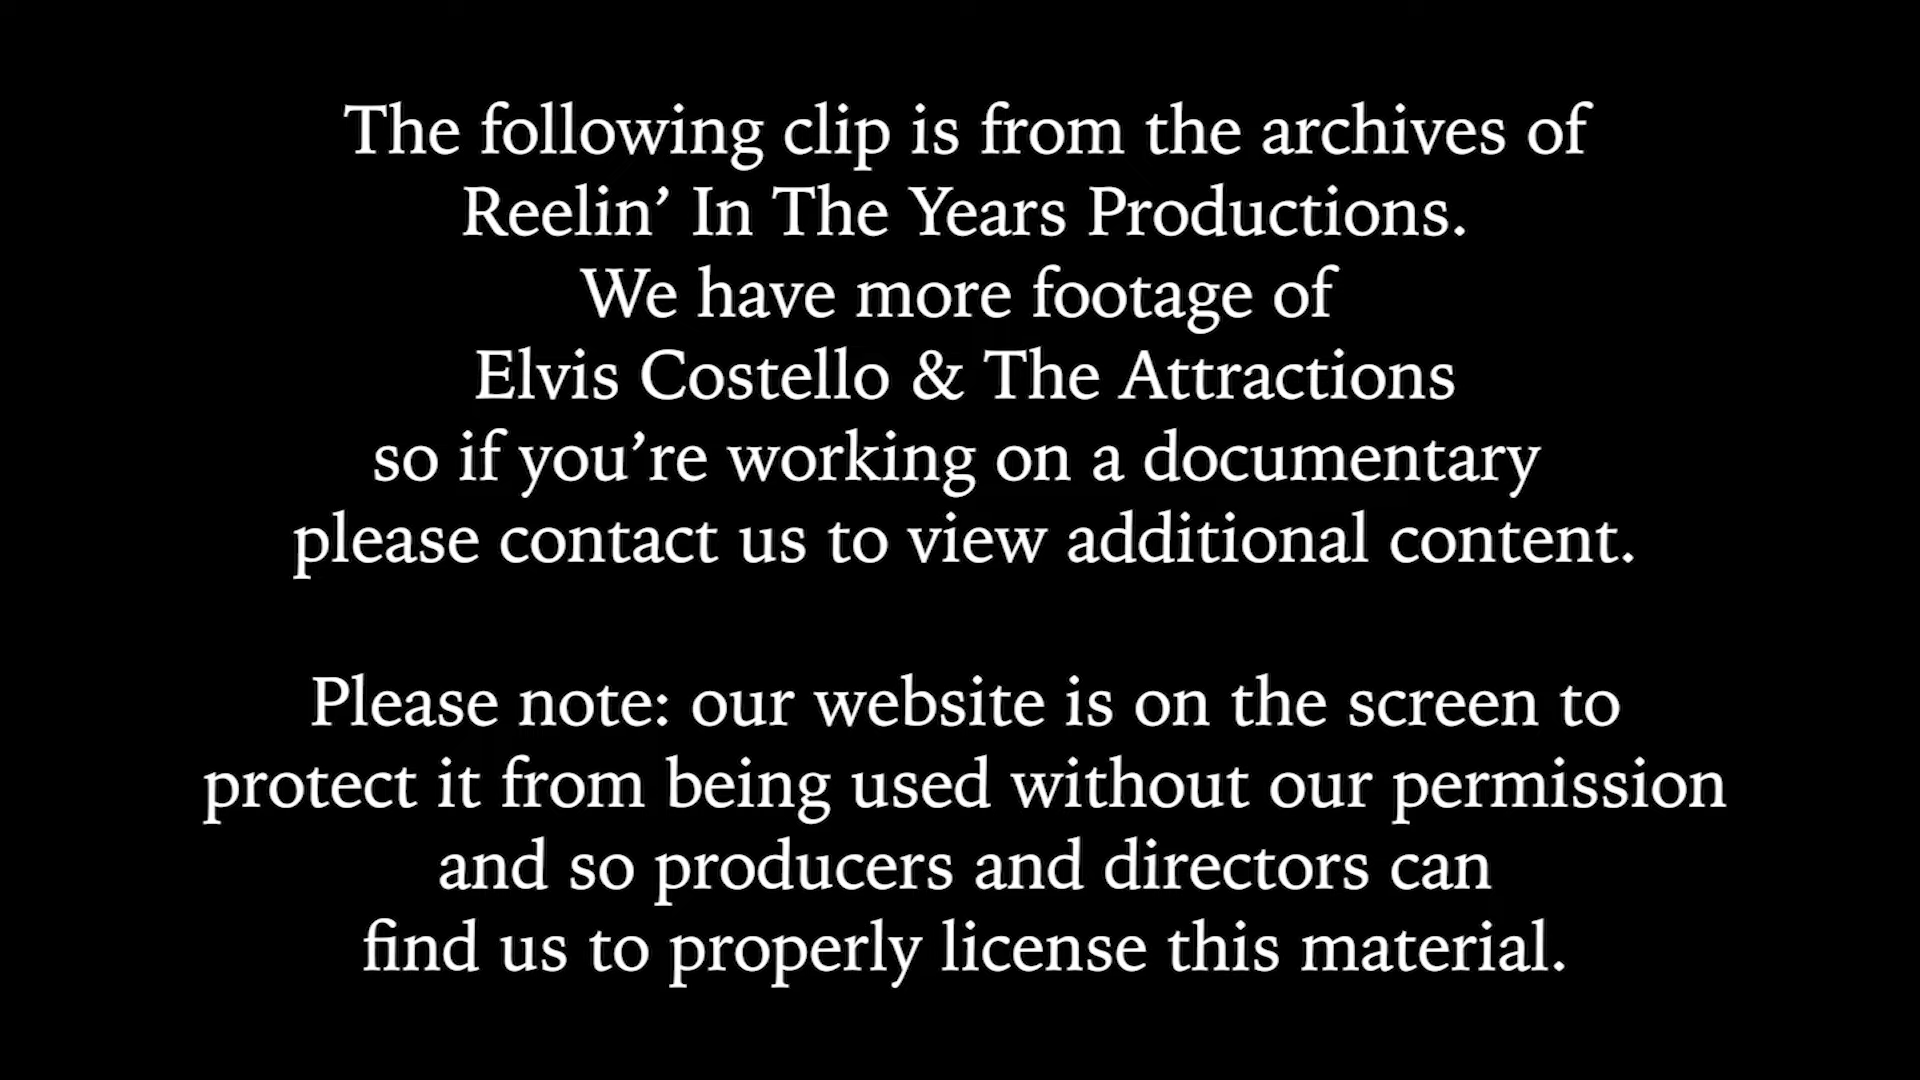 The following clip is from the archives of
Reelin’ In The Years Productions.
We have more footage of
Elvis Costello & The Attractions
so if you’re working on a documentary
please contact us to view additional content.
Please note: our website is on the screen to
protect it from being used without our permission
and so producers and directors can
find us to properly license this material.